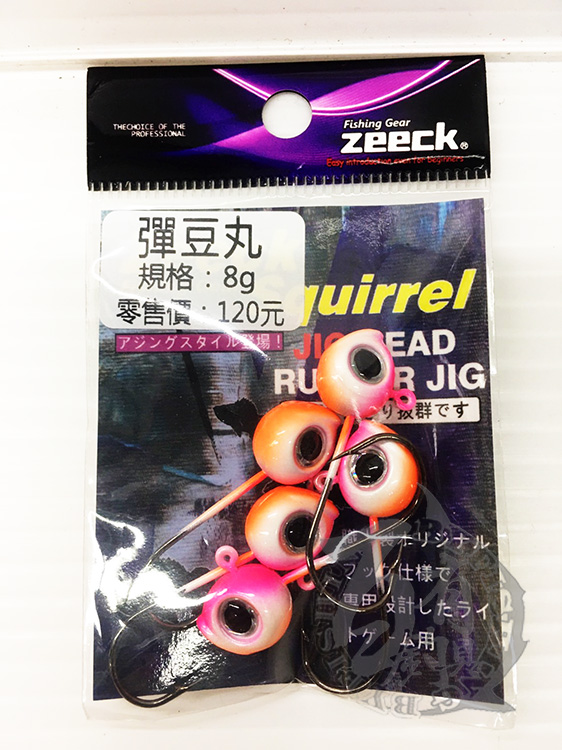 THECHOICE OF THE
PROFESSIONAL
Fishing Gear
zeeck®
Easy introduction even for beginners
彈豆丸
規格：8g
零售價：120元
quirrel
アジングスタイル登場！
JIG HEAD
RUBBER JIG
り抜群です
オリジナル
フック仕様で
専用設計したライ
トゲーム用